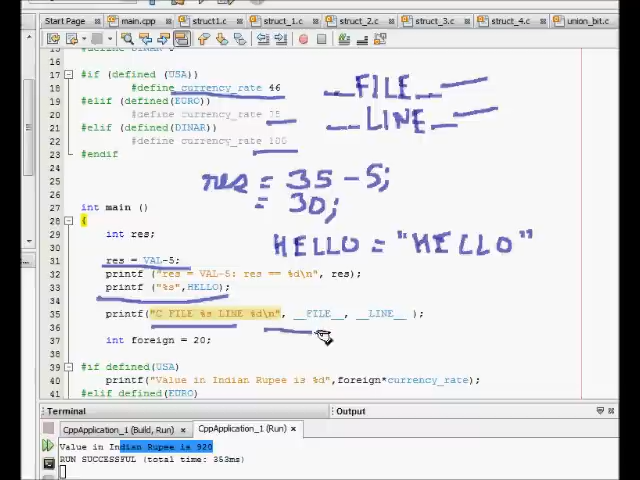 Start Page main.cpp struct1.c struct_1.c struct_2.c struct_3.c struct_4.c union_bit.c
16
17 #if (defined (USA))
18 #define currency_rate 46
19 #elif (defined(EURO))
20 #define currency_rate 35
21 #elif (defined(DINAR))
22 #define currency_rate 100
23 #endif
24
25
26
27 int main ()
28 {
29 int res;
30
31 res = VAL-5;
32 printf ("res = VAL-5: res == %d\n", res);
33 printf ("%s",HELLO);
34
35 printf("C FILE %s LINE %d\n", __FILE__, __LINE__ );
36
37 int foreign = 20;
38
39 #if defined(USA)
40 printf("Value in Indian Rupee is %d",foreign*currency_rate);
41 #elif defined(EURO)
__FILE__
__LINE__
res = 35 - 5;
= 30;
HELLO = "HELLO"
Terminal Output
CppApplication_1 (Build, Run) x CppApplication_1 (Run) x
Value in Indian Rupee is 920
RUN SUCCESSFUL (total time: 353ms)